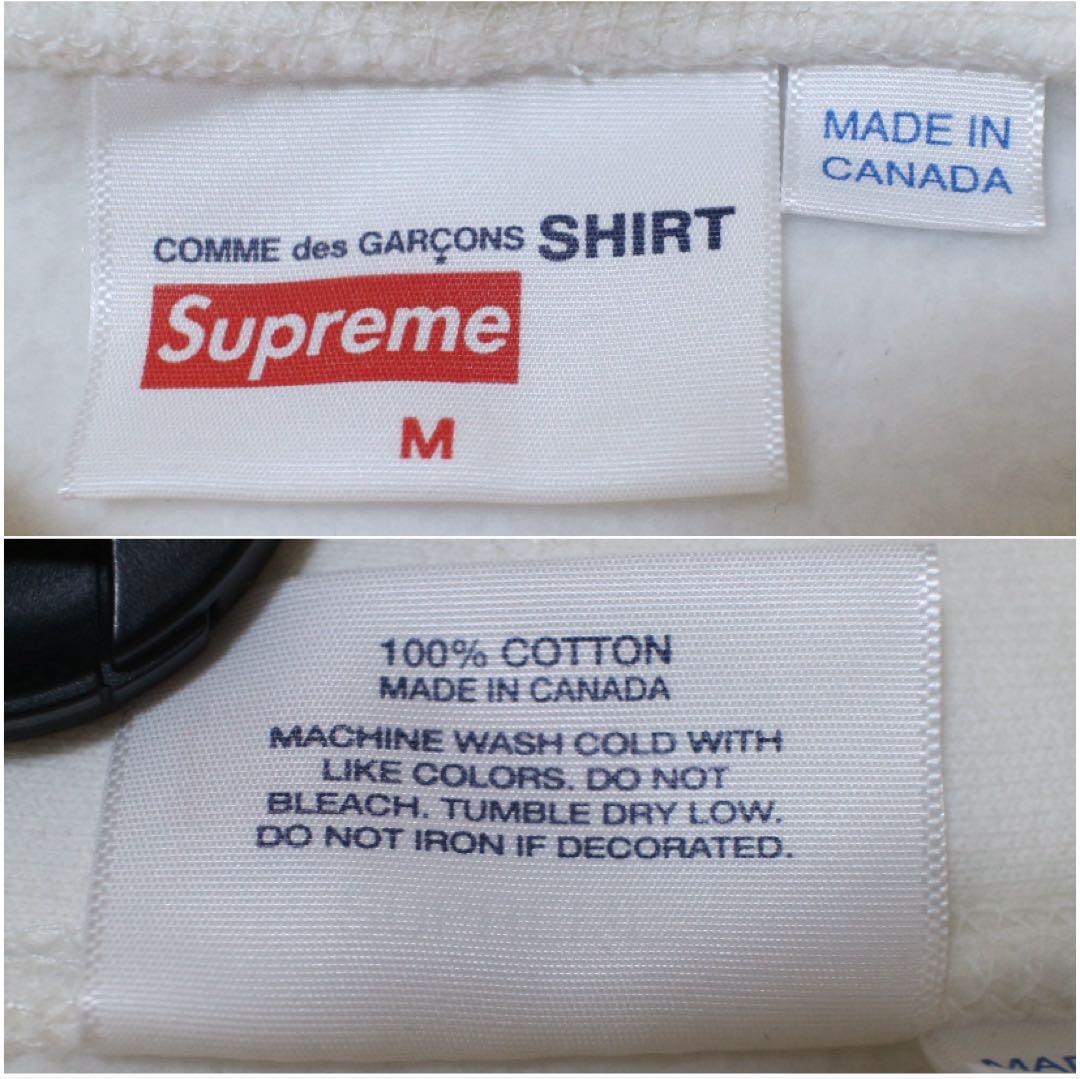 COMME des GARÇONS SHIRT
Supreme
M
MADE IN
CANADA
100% COTTON
MADE IN CANADA
MACHINE WASH COLD WITH
LIKE COLORS. DO NOT
BLEACH. TUMBLE DRY LOW.
DO NOT IRON IF DECORATED.